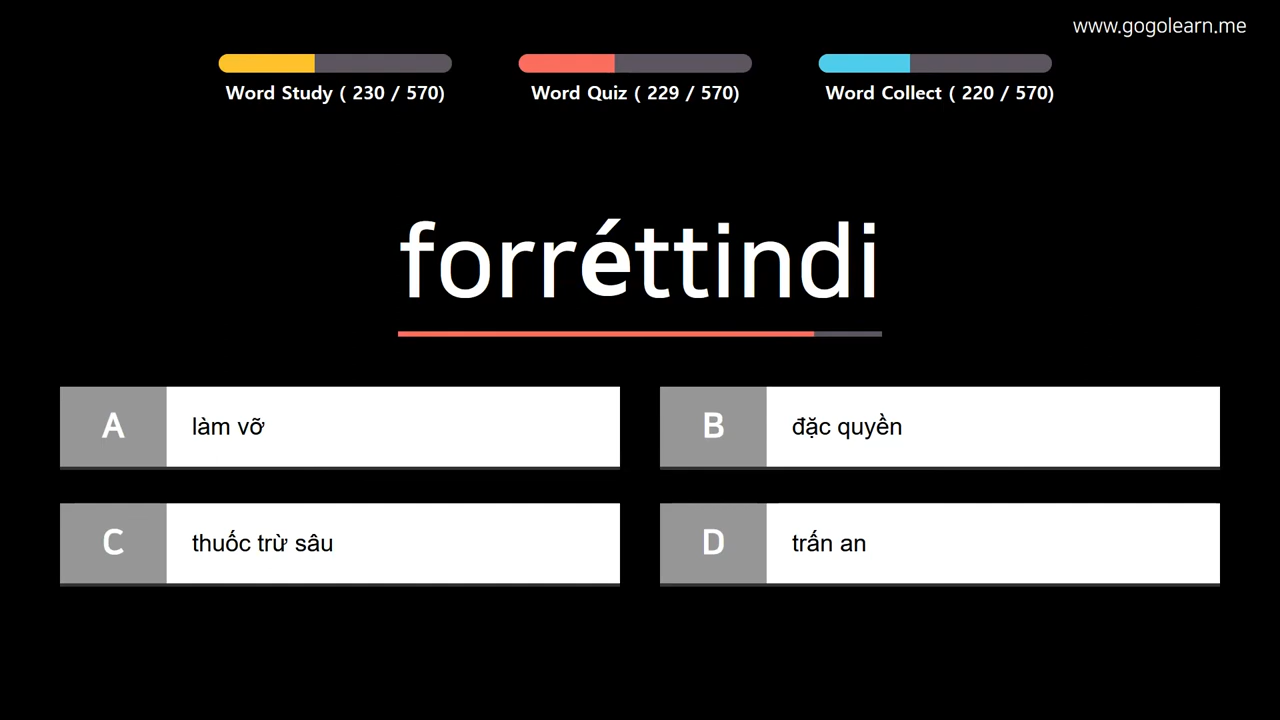 www.gogolearn.me
Word Study ( 230 / 570)
Word Quiz ( 229 / 570)
Word Collect ( 220 / 570)
forréttindi
A
làm vỡ
B
đặc quyền
C
thuốc trừ sâu
D
trấn an